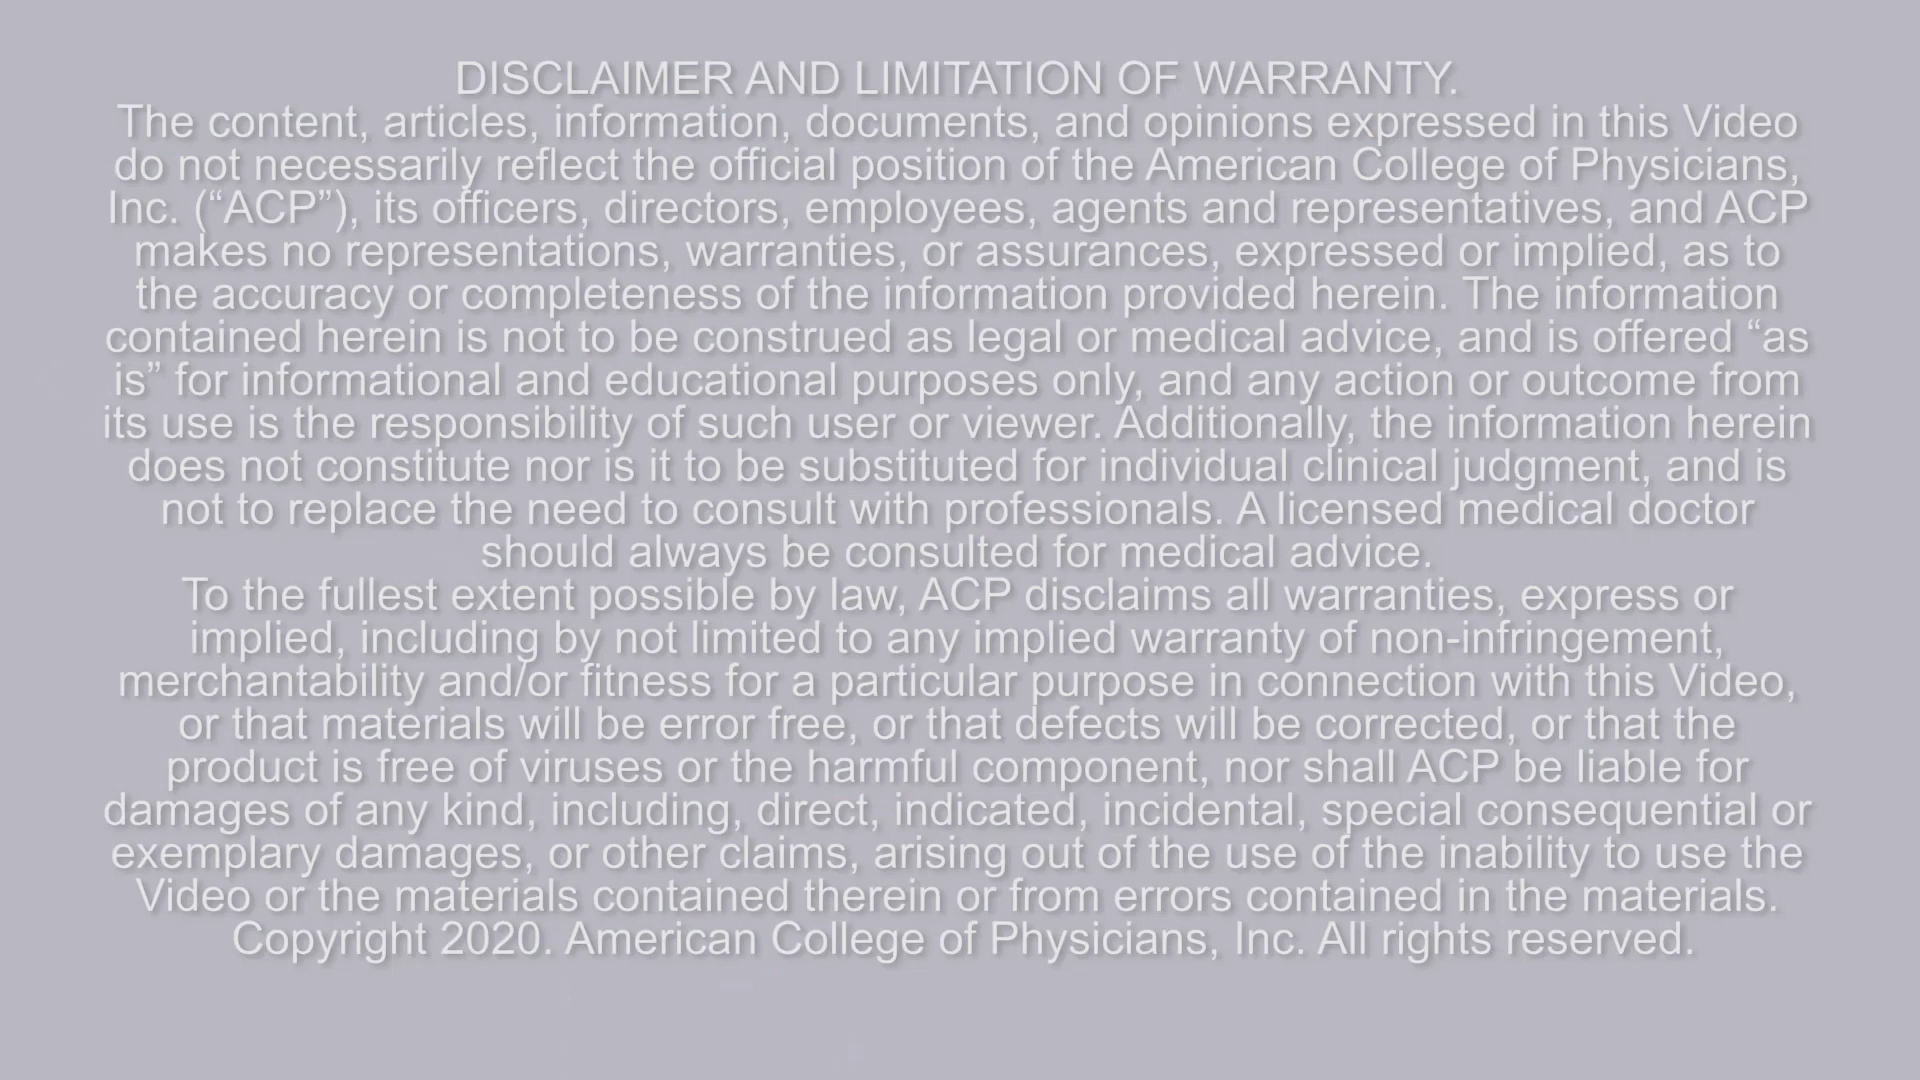 DISCLAIMER AND LIMITATION OF WARRANTY.
The content, articles, information, documents, and opinions expressed in this Video
do not necessarily reflect the official position of the American College of Physicians,
Inc. (“ACP”), its officers, directors, employees, agents and representatives, and ACP
makes no representations, warranties, or assurances, expressed or implied, as to
the accuracy or completeness of the information provided herein. The information
contained herein is not to be construed as legal or medical advice, and is offered “as
is” for informational and educational purposes only, and any action or outcome from
its use is the responsibility of such user or viewer. Additionally, the information herein
does not constitute nor is it to be substituted for individual clinical judgment, and is
not to replace the need to consult with professionals. A licensed medical doctor
should always be consulted for medical advice.
To the fullest extent possible by law, ACP disclaims all warranties, express or
implied, including by not limited to any implied warranty of non-infringement,
merchantability and/or fitness for a particular purpose in connection with this Video,
or that materials will be error free, or that defects will be corrected, or that the
product is free of viruses or the harmful component, nor shall ACP be liable for
damages of any kind, including, direct, indicated, incidental, special consequential or
exemplary damages, or other claims, arising out of the use of the inability to use the
Video or the materials contained therein or from errors contained in the materials.
Copyright 2020. American College of Physicians, Inc. All rights reserved.